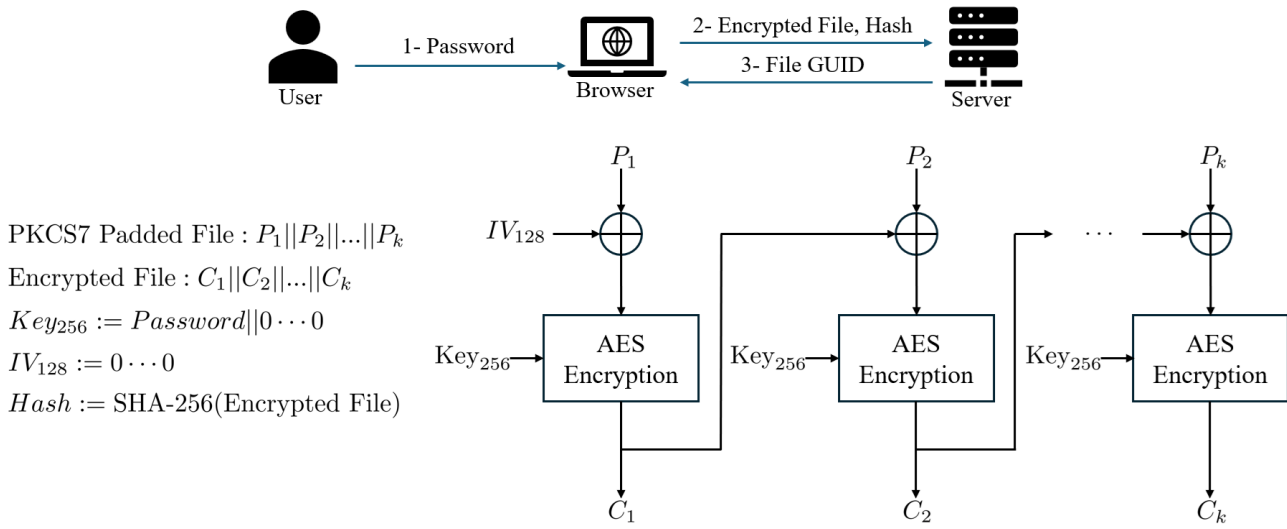 1- Password
2- Encrypted File, Hash
3- File GUID
User
Browser
Server
PKCS7 Padded File : P₁||P₂||...||Pₖ
Encrypted File : C₁||C₂||...||Cₖ
Key₂₅₆ := Password||0 ··· 0
IV₁₂₈ := 0 ··· 0
Hash := SHA-256(Encrypted File)
P₁
P₂
Pₖ
IV₁₂₈
···
Key₂₅₆
AES
Encryption
Key₂₅₆
AES
Encryption
Key₂₅₆
AES
Encryption
C₁
C₂
Cₖ